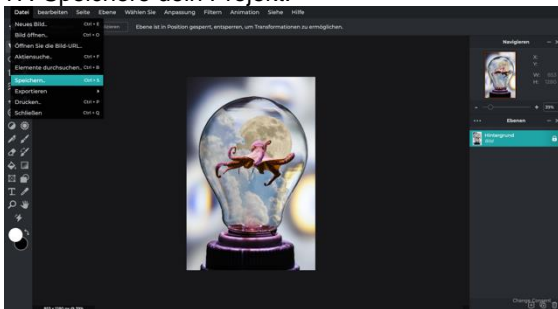 Datei bearbeiten Seite Ebene Wählen Sie Anpassung Filtern Animation Siehe Hilfe
Neues Bild..
Bild öffnen.. Ctrl + O
Öffnen Sie die Bild-URL...
Aktiensuche.. Ctrl + F
Elemente durchsuchen.. Ctrl + B
Speichern.. Ctrl + S
Exportieren
Drucken.. Ctrl + P
Schließen Ctrl + Q
Ebene ist in Position gesperrt, entsperren, um Transformationen zu ermöglichen.
Navigieren
X:
Y:
W:
H:
Ebenen
Hintergrund